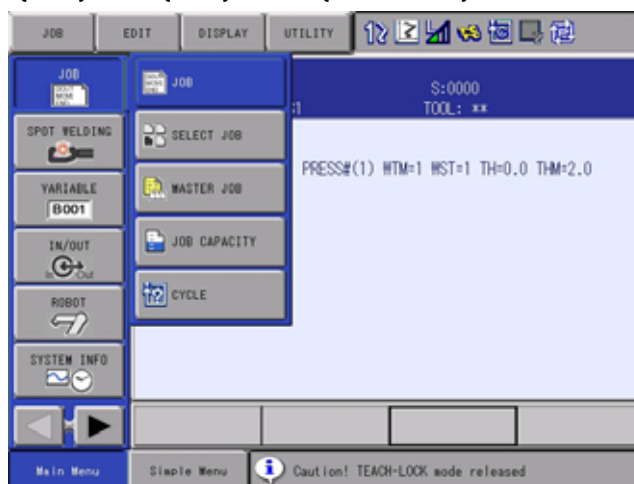 JOB EDIT DISPLAY UTILITY
JOB
JOB
S:0000
TOOL: **
SPOT WELDING
SELECT JOB
PRESS#(1) WTM=1 WST=1 TH=0.0 THM=2.0
VARIABLE
B001
MASTER JOB
IN/OUT
In Out
JOB CAPACITY
ROBOT
CYCLE
SYSTEM INFO
Main Menu Simple Menu Caution! TEACH-LOCK mode released